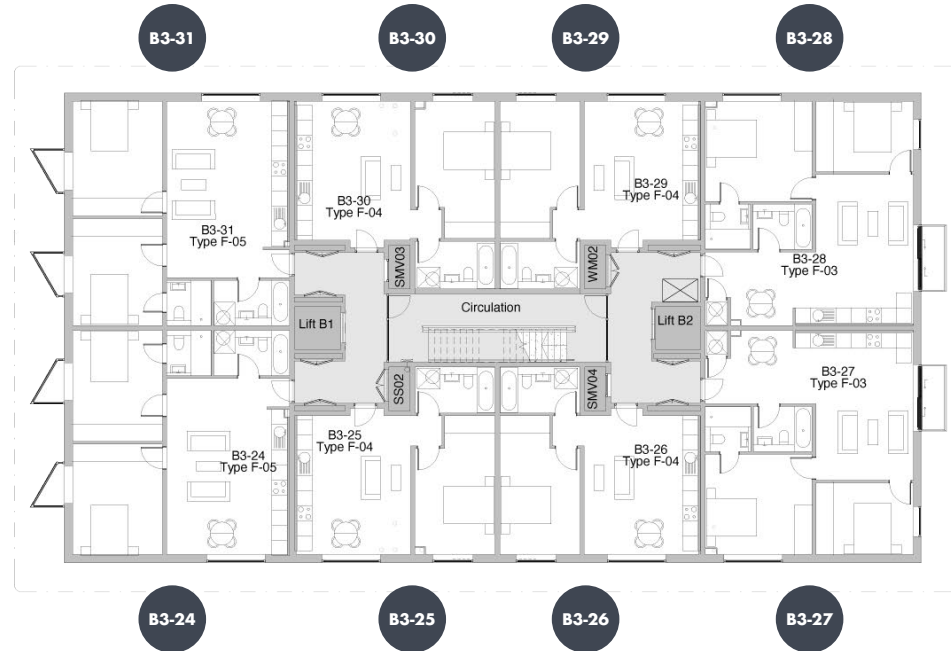 B3-31
B3-30
B3-29
B3-28
B3-31
Type F-05
B3-30
Type F-04
B3-29
Type F-04
B3-28
Type F-03
SMV03
WM02
Circulation
Lift B1
Lift B2
SS02
SMV04
B3-27
Type F-03
B3-24
Type F-05
B3-25
Type F-04
B3-26
Type F-04
B3-24
B3-25
B3-26
B3-27